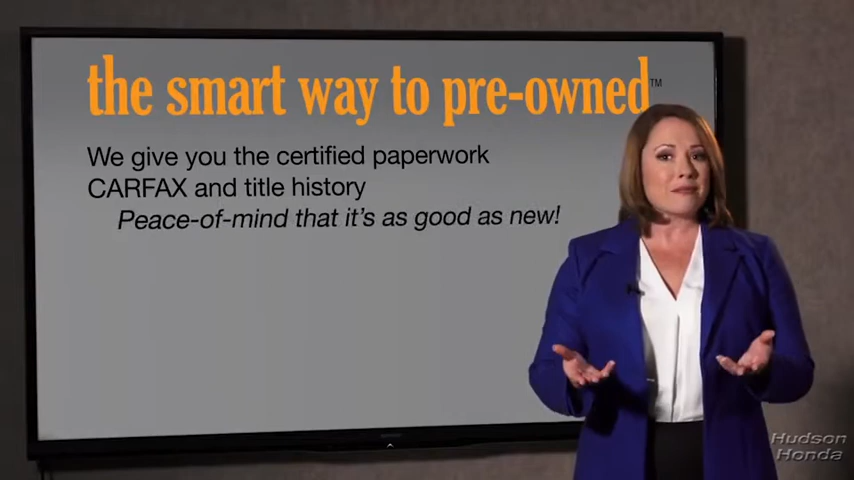 the smart way to pre-owned™
We give you the certified paperwork
CARFAX and title history
Peace-of-mind that it's as good as new!
Hudson
Honda